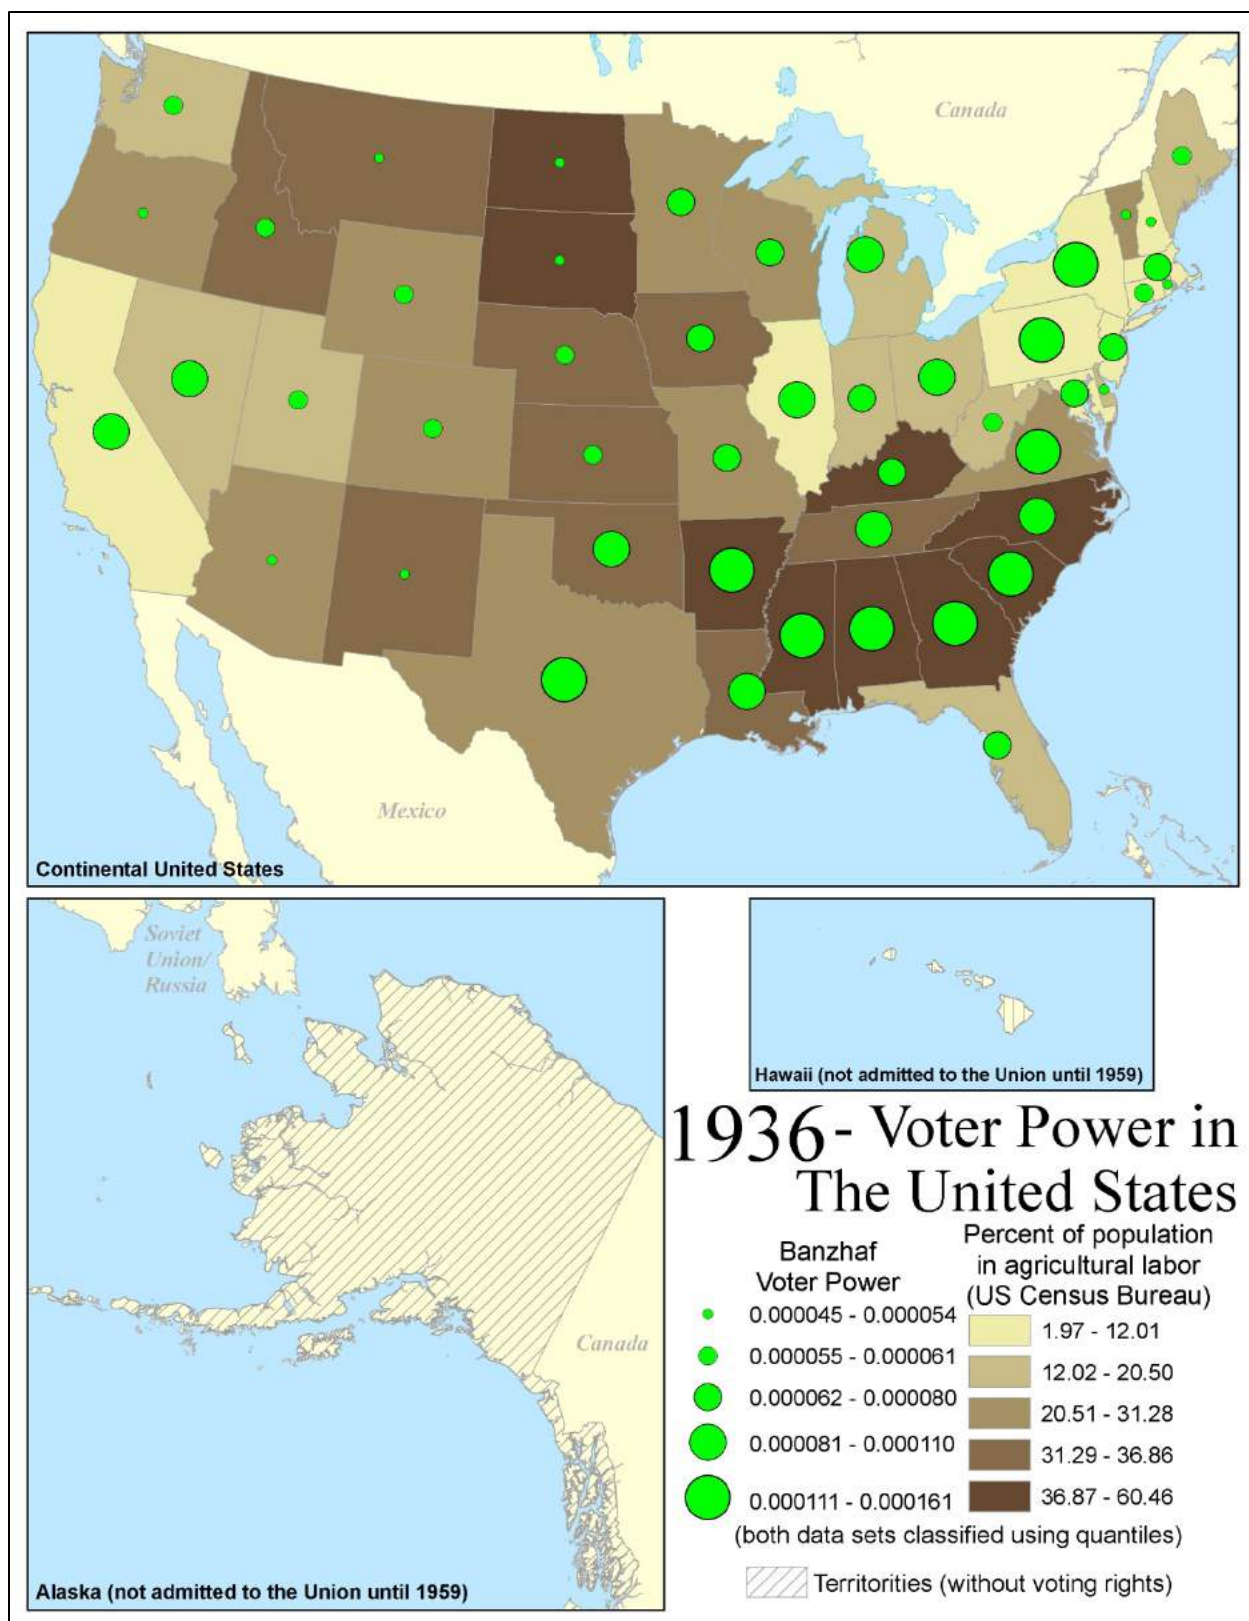 Canada
Mexico
Continental United States
Soviet
Union/
Russia
Canada
Alaska (not admitted to the Union until 1959)
Hawaii (not admitted to the Union until 1959)
1936 - Voter Power in
The United States
Banzhaf
Voter Power
0.000045 - 0.000054
0.000055 - 0.000061
0.000062 - 0.000080
0.000081 - 0.000110
0.000111 - 0.000161
Percent of population
in agricultural labor
(US Census Bureau)
1.97 - 12.01
12.02 - 20.50
20.51 - 31.28
31.29 - 36.86
36.87 - 60.46
(both data sets classified using quantiles)
Territorities (without voting rights)